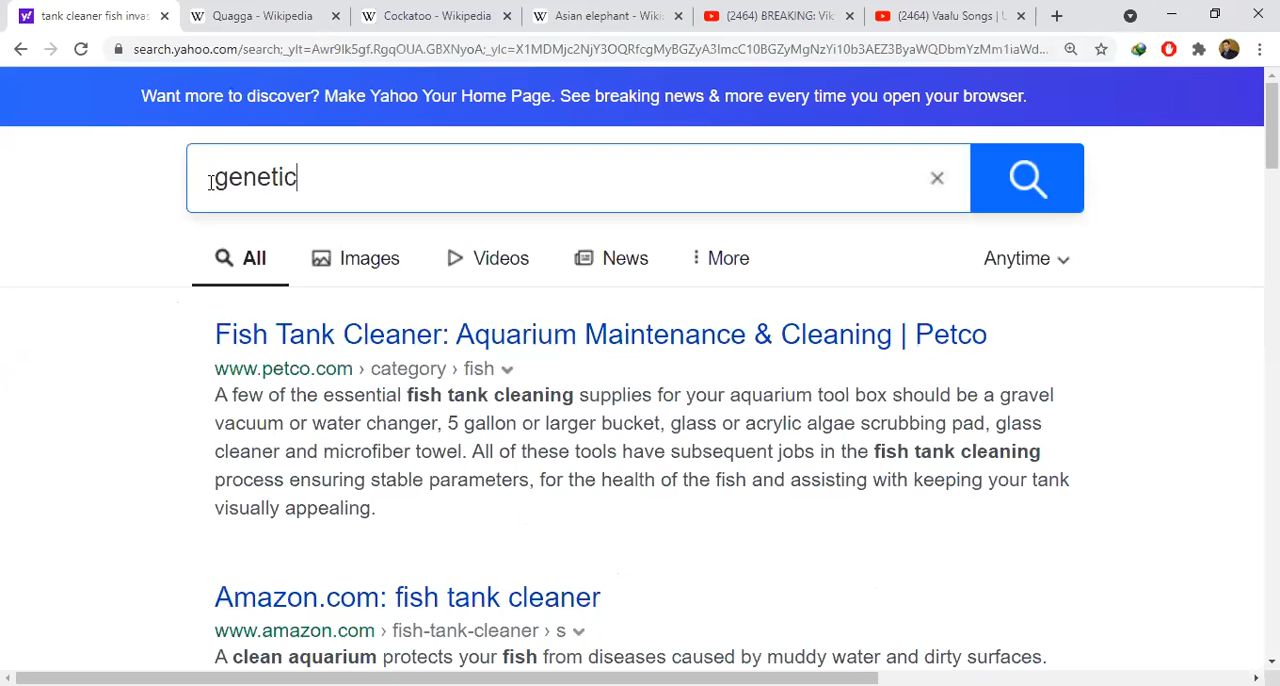 tank cleaner fish invas
Quagga - Wikipedia
Cockatoo - Wikipedia
Asian elephant - Wiki
(2464) BREAKING: Vik
(2464) Vaalu Songs | U
search.yahoo.com/search;_ylt=Awr9Ik5gf.RgqOUA.GBXNyoA;_ylc=X1MDMjc2NjY3OQRfcgMyBGZyA3ImcC10BGZyMgNzYi10b3AEZ3ByaWQDbmYzMm1iaWd...
Want more to discover? Make Yahoo Your Home Page. See breaking news & more every time you open your browser.
genetic
All
Images
Videos
News
More
Anytime
Fish Tank Cleaner: Aquarium Maintenance & Cleaning | Petco
www.petco.com › category › fish
A few of the essential fish tank cleaning supplies for your aquarium tool box should be a gravel
vacuum or water changer, 5 gallon or larger bucket, glass or acrylic algae scrubbing pad, glass
cleaner and microfiber towel. All of these tools have subsequent jobs in the fish tank cleaning
process ensuring stable parameters, for the health of the fish and assisting with keeping your tank
visually appealing.
Amazon.com: fish tank cleaner
www.amazon.com › fish-tank-cleaner › s
A clean aquarium protects your fish from diseases caused by muddy water and dirty surfaces.